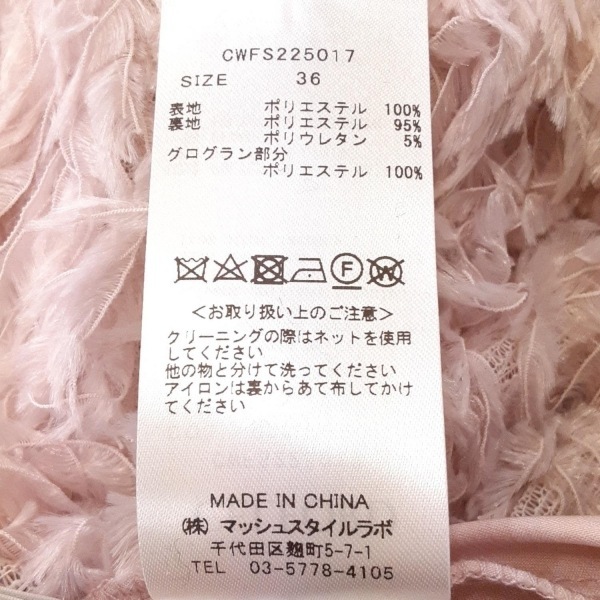 CWFS225017
SIZE 36
表地 ポリエステル 100%
裏地 ポリエステル 95%
ポリウレタン 5%
グログラン部分
ポリエステル 100%
F W
＜お取り扱い上のご注意＞
クリーニングの際はネットを使用
してください
他の物と分けて洗ってください
アイロンは裏からあて布してかけ
てください
MADE IN CHINA
(株) マッシュスタイルラボ
千代田区麹町5-7-1
TEL 03-5778-4105